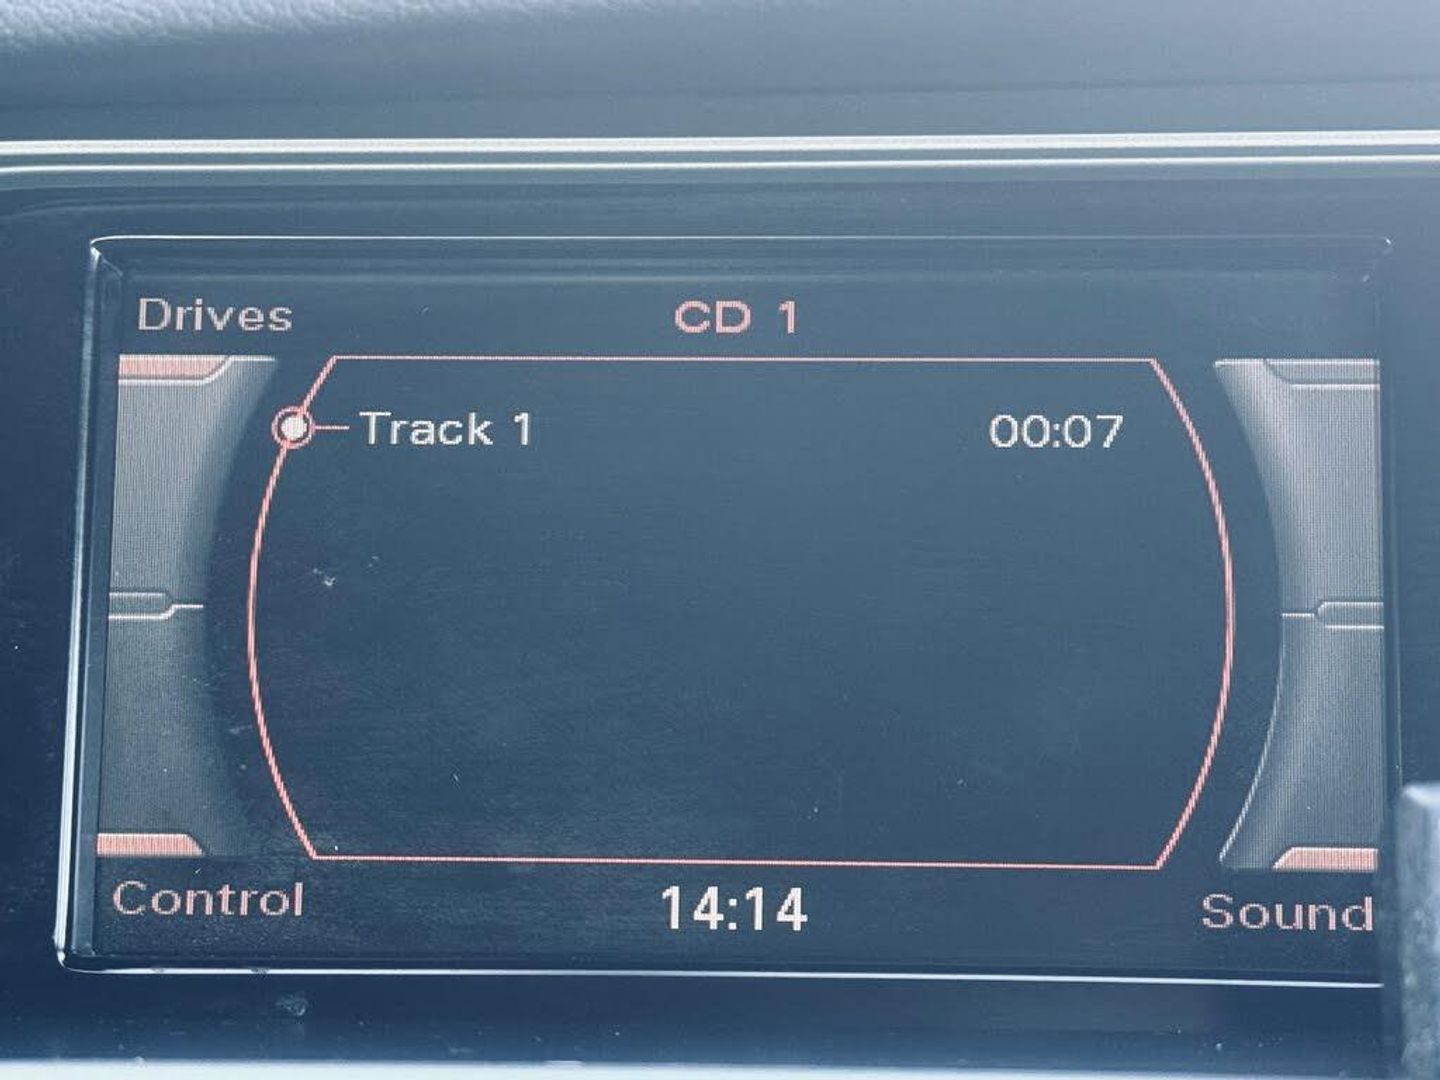 Drives CD 1
Track 1 00:07
Control 14:14 Sound